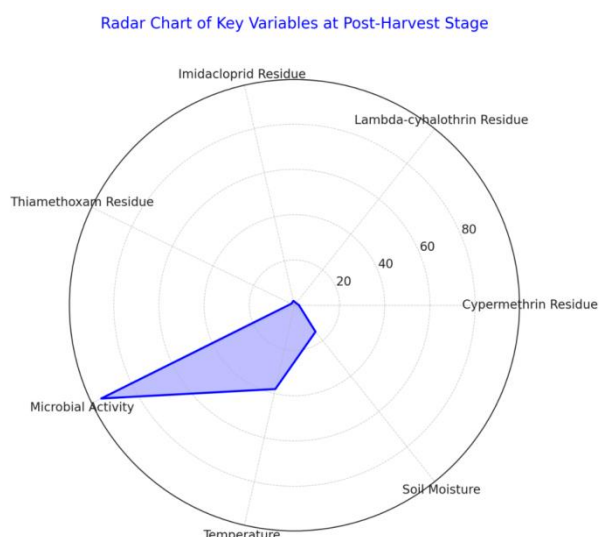 Radar Chart of Key Variables at Post-Harvest Stage
Imidacloprid Residue
Lambda-cyhalothrin Residue
Thiamethoxam Residue
80
60
40
20
Cypermethrin Residue
Microbial Activity
Soil Moisture
Temperature